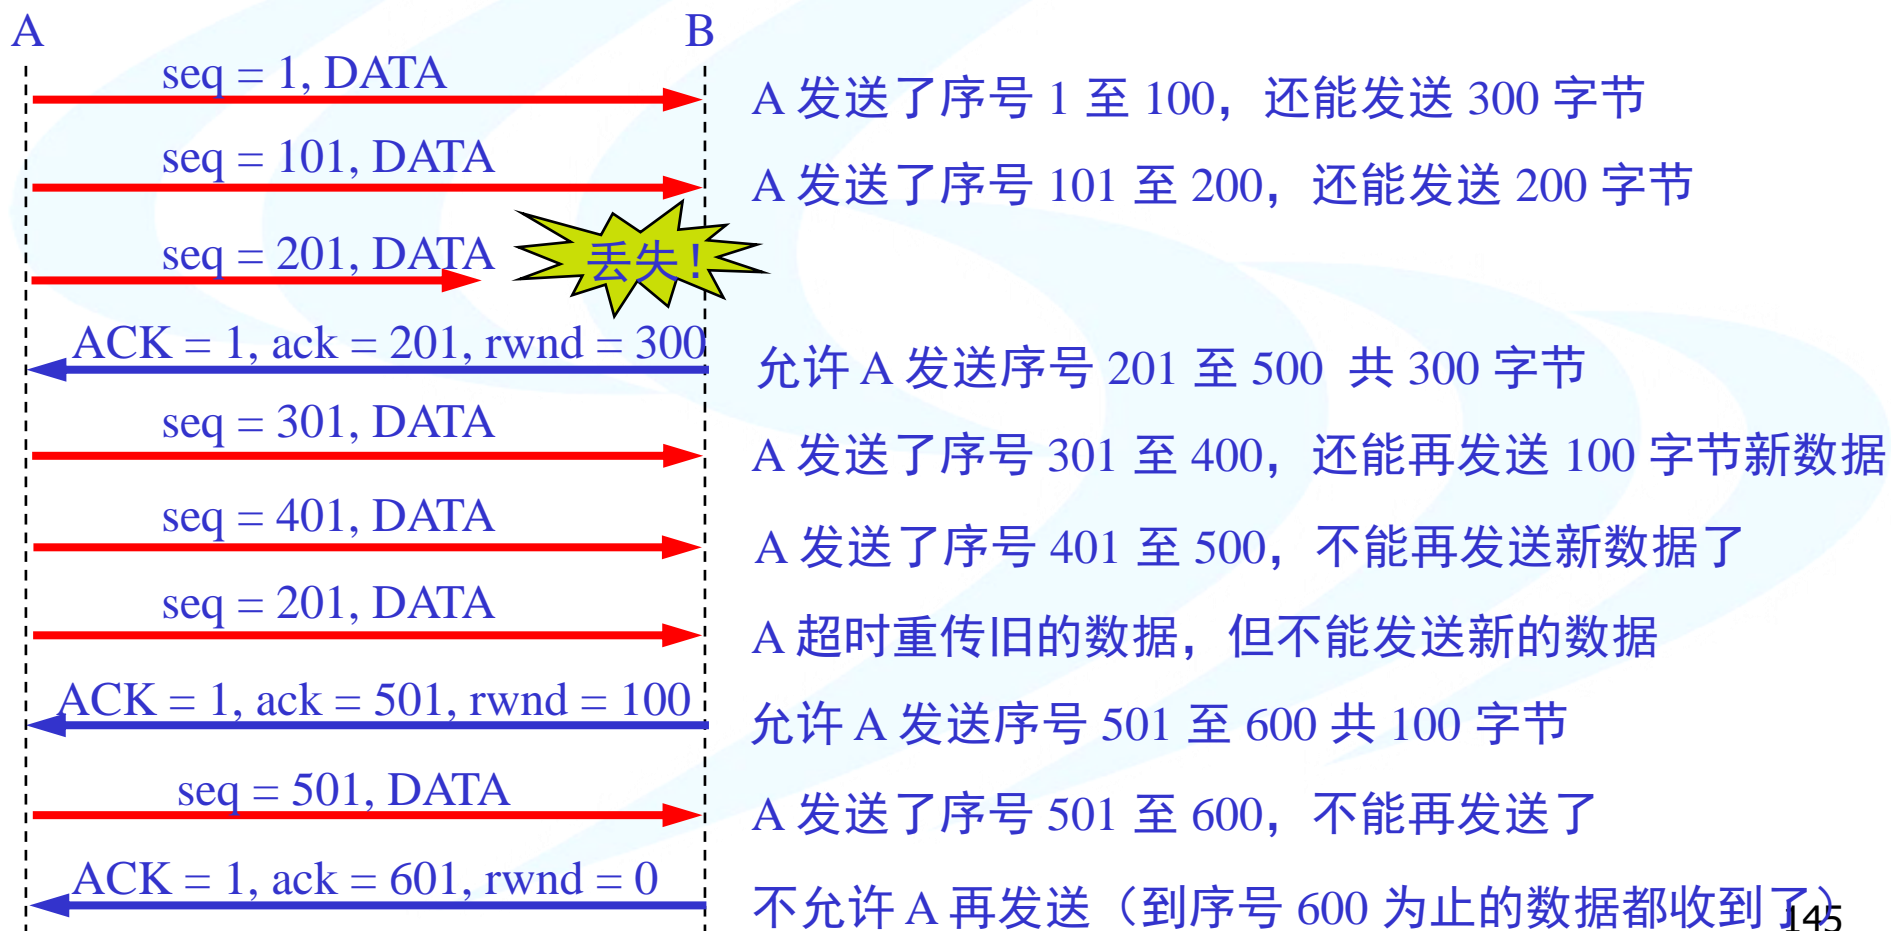 A
B
seq = 1, DATA
A 发送了序号 1 至 100，还能发送 300 字节
seq = 101, DATA
A 发送了序号 101 至 200，还能发送 200 字节
seq = 201, DATA
丢失！
ACK = 1, ack = 201, rwnd = 300
允许 A 发送序号 201 至 500 共 300 字节
seq = 301, DATA
A 发送了序号 301 至 400，还能再发送 100 字节新数据
seq = 401, DATA
A 发送了序号 401 至 500，不能再发送新数据了
seq = 201, DATA
A 超时重传旧的数据，但不能发送新的数据
ACK = 1, ack = 501, rwnd = 100
允许 A 发送序号 501 至 600 共 100 字节
seq = 501, DATA
A 发送了序号 501 至 600，不能再发送了
ACK = 1, ack = 601, rwnd = 0
不允许 A 再发送（到序号 600 为止的数据都收到了）
145